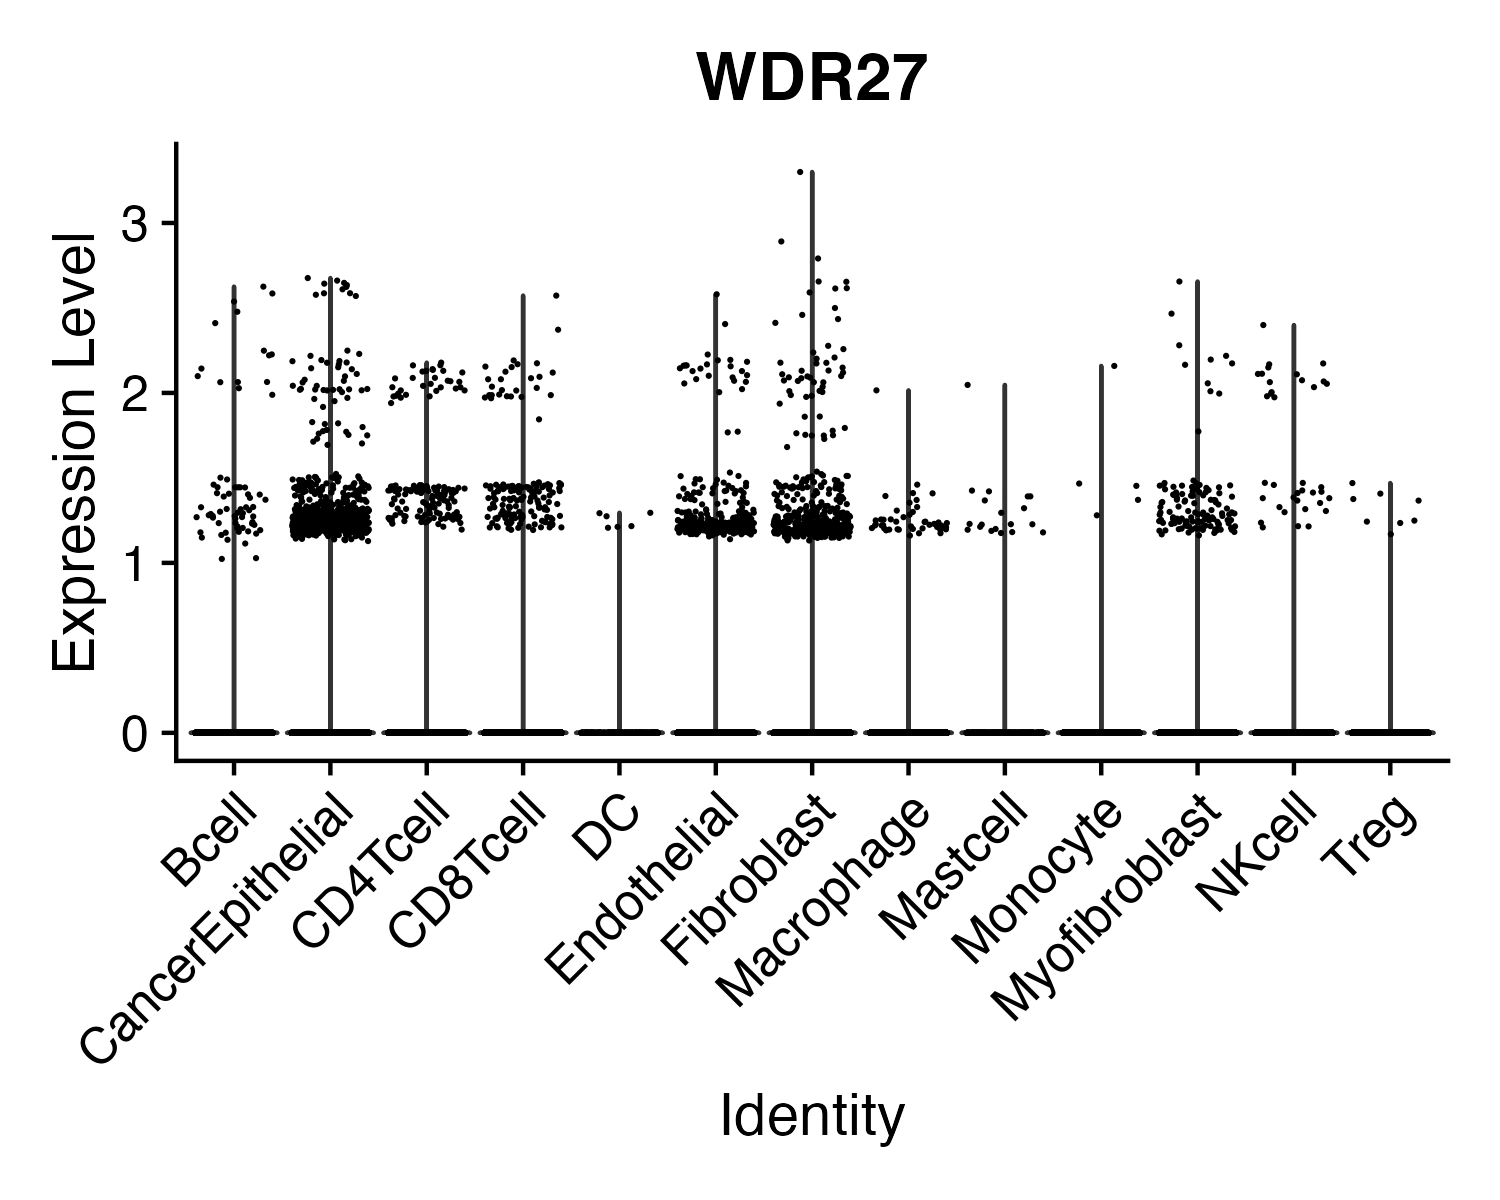 WDR27
Expression Level
3
2
1
0
Bcell
CancerEpithelial
CD4Tcell
CD8Tcell
DC
Endothelial
Fibroblast
Macrophage
Mastcell
Monocyte
Myofibroblast
NKcell
Treg
Identity